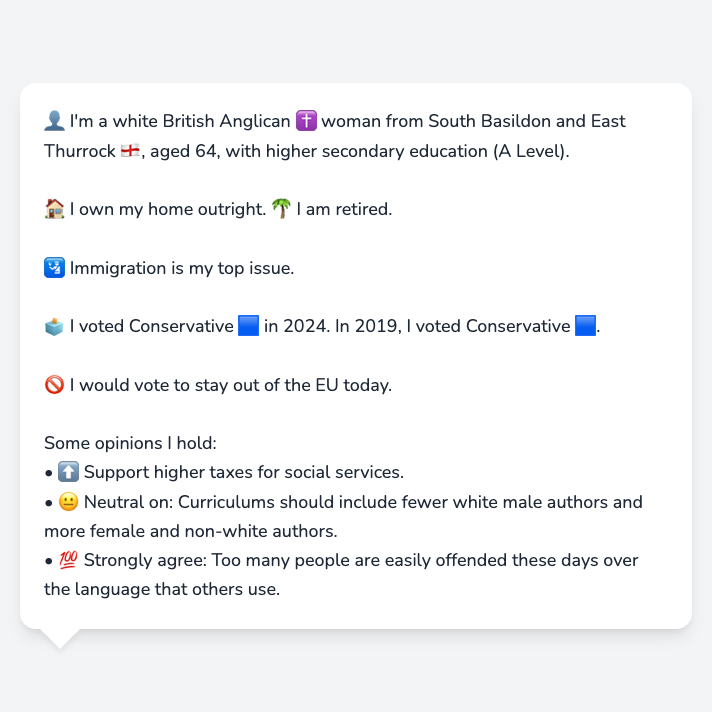 👤 I'm a white British Anglican ✝️ woman from South Basildon and East
Thurrock 🏴󠁧󠁢󠁥󠁮󠁧󠁿, aged 64, with higher secondary education (A Level).
🏠 I own my home outright. 🌴 I am retired.
🛂 Immigration is my top issue.
🗳️ I voted Conservative 🟦 in 2024. In 2019, I voted Conservative 🟦.
🚫 I would vote to stay out of the EU today.
Some opinions I hold:
• ⬆️ Support higher taxes for social services.
• 😐 Neutral on: Curriculums should include fewer white male authors and
more female and non-white authors.
• 💯 Strongly agree: Too many people are easily offended these days over
the language that others use.